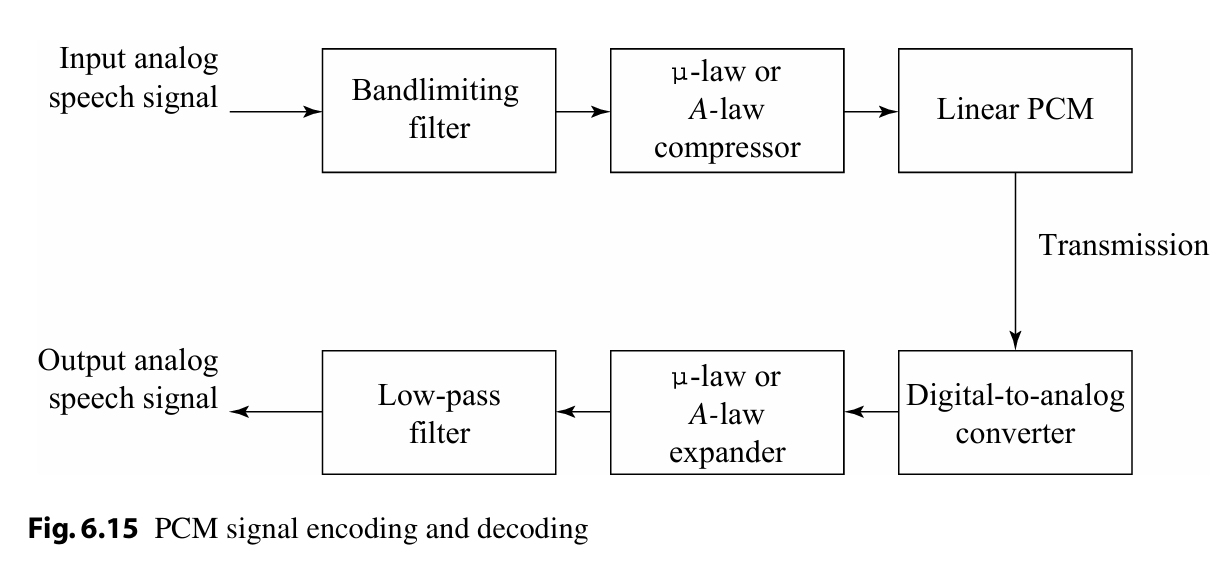 Input analog
speech signal
Bandlimiting
filter
μ-law or
A-law
compressor
Linear PCM
Transmission
Output analog
speech signal
Low-pass
filter
μ-law or
A-law
expander
Digital-to-analog
converter
Fig. 6.15 PCM signal encoding and decoding